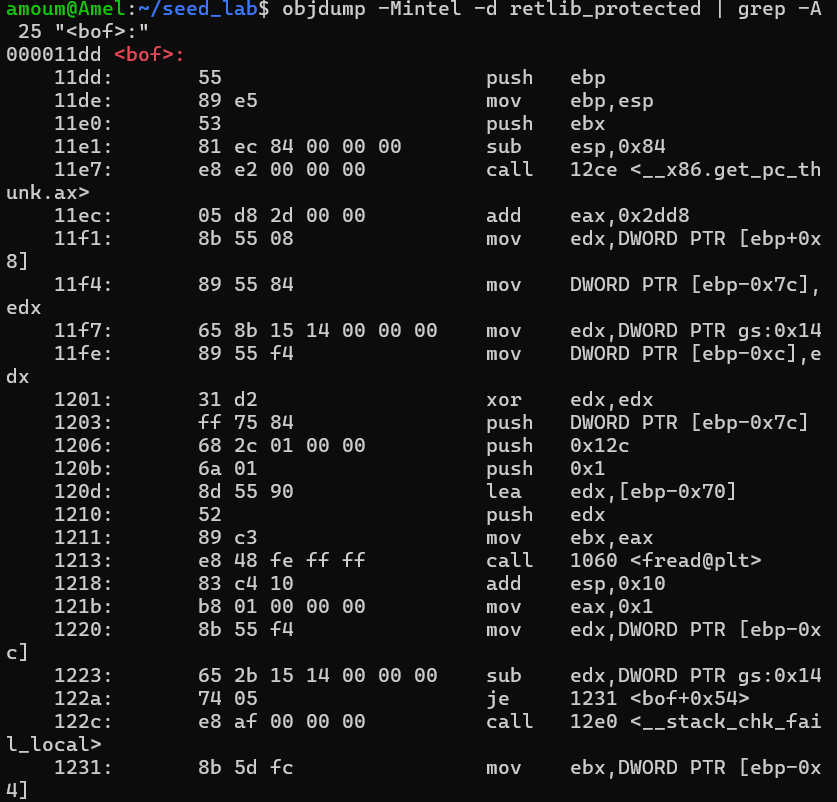 amoum@Amel:~/seed_lab$ objdump -Mintel -d retlib_protected | grep -A
 25 "<bof>:"
000011dd <bof>:
    11dd:       55                      push   ebp
    11de:       89 e5                   mov    ebp,esp
    11e0:       53                      push   ebx
    11e1:       81 ec 84 00 00 00       sub    esp,0x84
    11e7:       e8 e2 00 00 00          call   12ce <__x86.get_pc_th
unk.ax>
    11ec:       05 d8 2d 00 00          add    eax,0x2dd8
    11f1:       8b 55 08                mov    edx,DWORD PTR [ebp+0x
8]
    11f4:       89 55 84                mov    DWORD PTR [ebp-0x7c],
edx
    11f7:       65 8b 15 14 00 00 00    mov    edx,DWORD PTR gs:0x14
    11fe:       89 55 f4                mov    DWORD PTR [ebp-0xc],e
dx
    1201:       31 d2                   xor    edx,edx
    1203:       ff 75 84                push   DWORD PTR [ebp-0x7c]
    1206:       68 2c 01 00 00          push   0x12c
    120b:       6a 01                   push   0x1
    120d:       8d 55 90                lea    edx,[ebp-0x70]
    1210:       52                      push   edx
    1211:       89 c3                   mov    ebx,eax
    1213:       e8 48 fe ff ff          call   1060 <fread@plt>
    1218:       83 c4 10                add    esp,0x10
    121b:       b8 01 00 00 00          mov    eax,0x1
    1220:       8b 55 f4                mov    edx,DWORD PTR [ebp-0x
c]
    1223:       65 2b 15 14 00 00 00    sub    edx,DWORD PTR gs:0x14
    122a:       74 05                   je     1231 <bof+0x54>
    122c:       e8 af 00 00 00          call   12e0 <__stack_chk_fai
l_local>
    1231:       8b 5d fc                mov    ebx,DWORD PTR [ebp-0x
4]